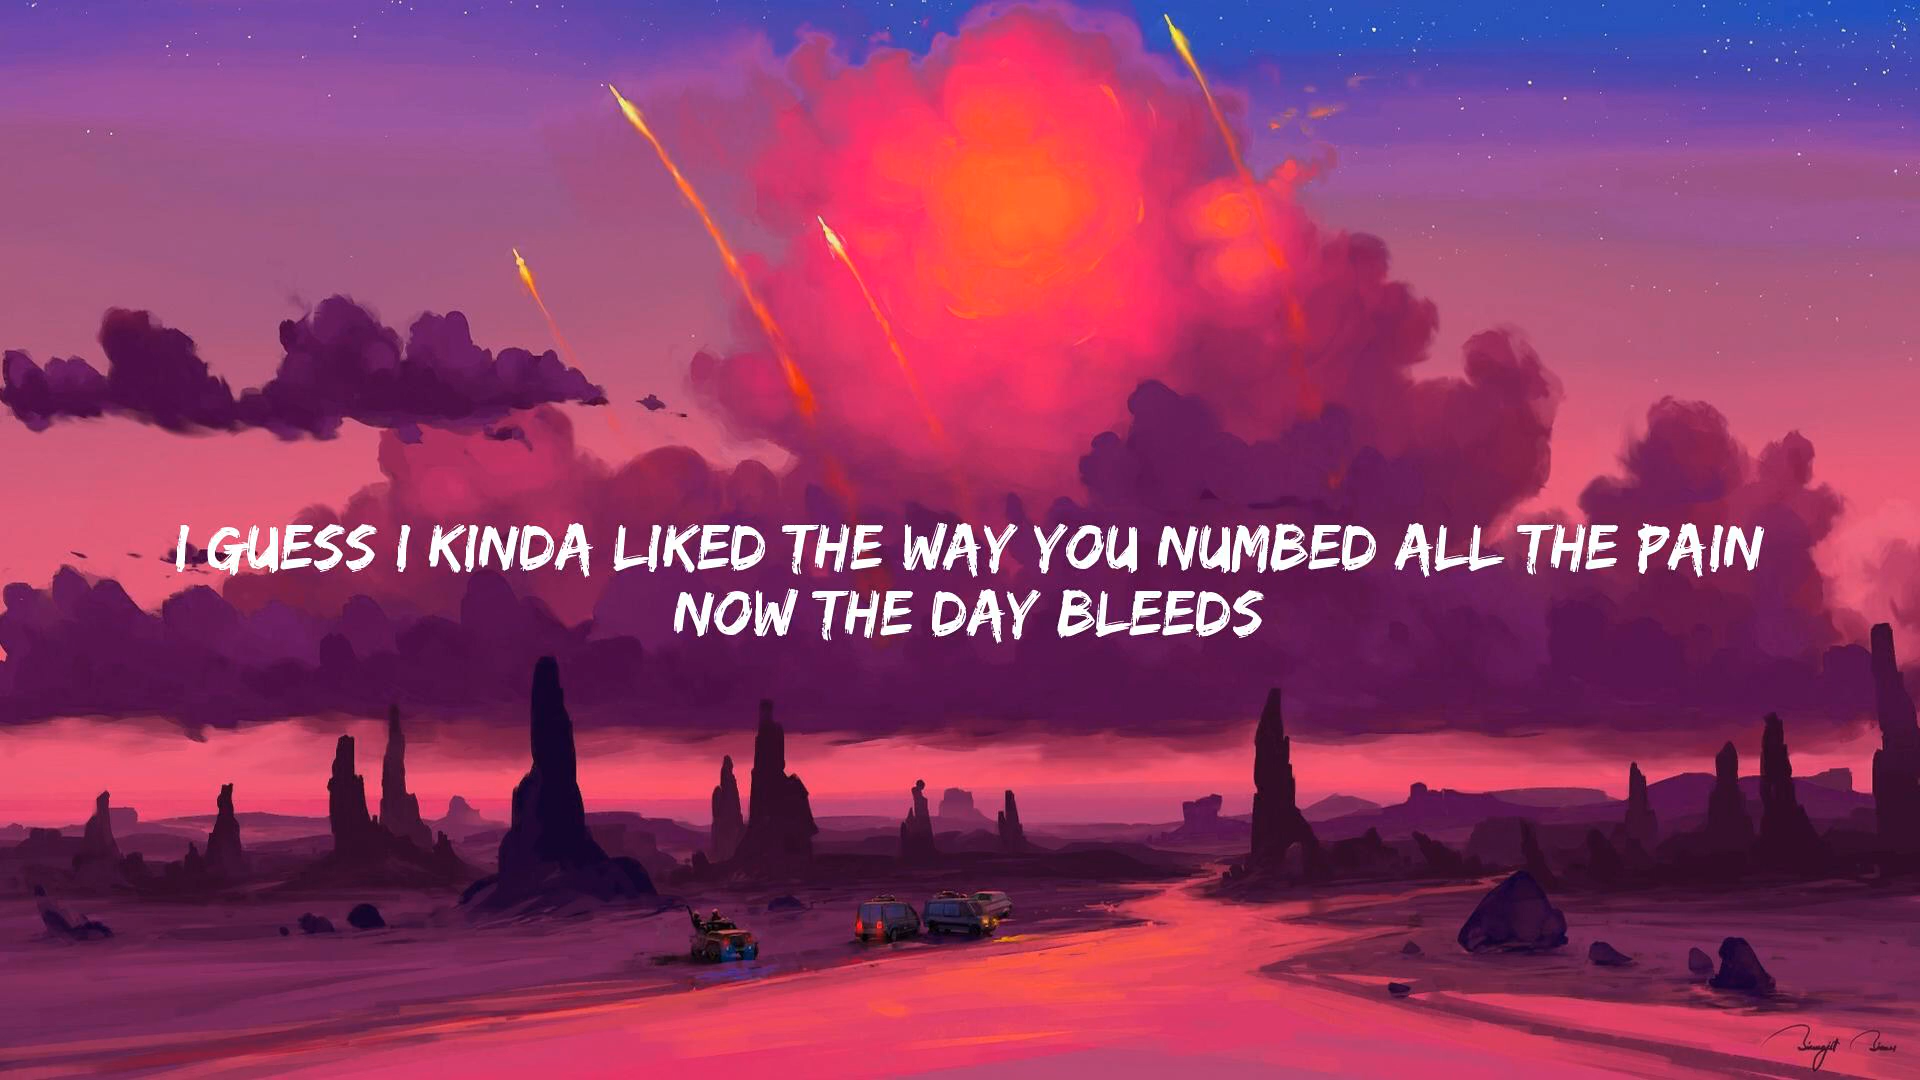 I GUESS I KINDA LIKED THE WAY YOU NUMBED ALL THE PAIN
NOW THE DAY BLEEDS